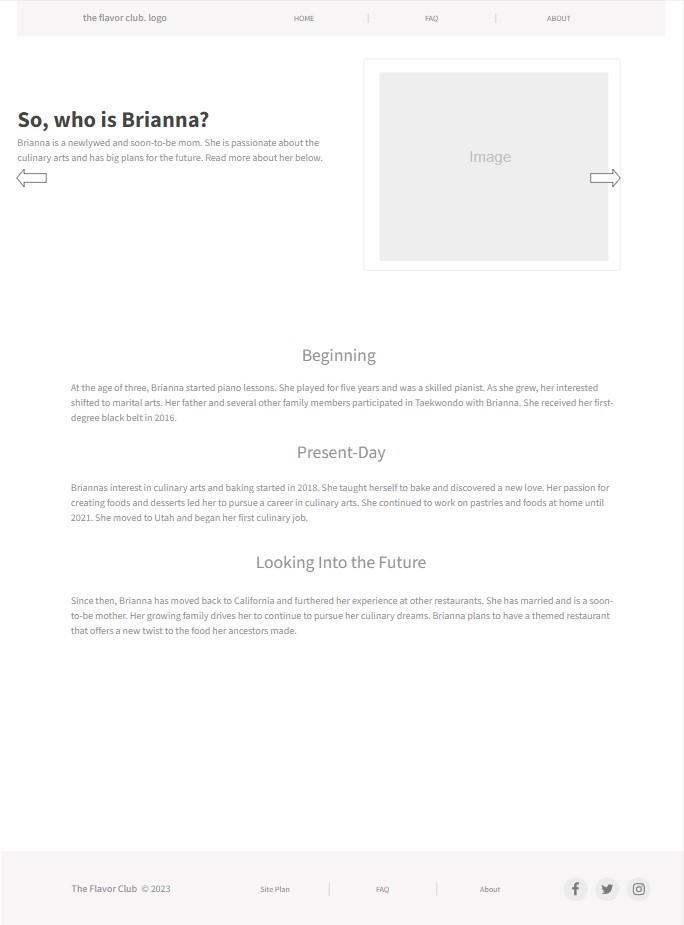 the flavor club. logo
HOME | FAQ | ABOUT
So, who is Brianna?
Brianna is a newlywed and soon-to-be mom. She is passionate about the
culinary arts and has big plans for the future. Read more about her below.
Image
Beginning
At the age of three, Brianna started piano lessons. She played for five years and was a skilled pianist. As she grew, her interested
shifted to marital arts. Her father and several other family members participated in Taekwondo with Brianna. She received her first-
degree black belt in 2016.
Present-Day
Briannas interest in culinary arts and baking started in 2018. She taught herself to bake and discovered a new love. Her passion for
creating foods and desserts led her to pursue a career in culinary arts. She continued to work on pastries and foods at home until
2021. She moved to Utah and began her first culinary job.
Looking Into the Future
Since then, Brianna has moved back to California and furthered her experience at other restaurants. She has married and is a soon-
to-be mother. Her growing family drives her to continue to pursue her culinary dreams. Brianna plans to have a themed restaurant
that offers a new twist to the food her ancestors made.
The Flavor Club © 2023
Site Plan | FAQ | About